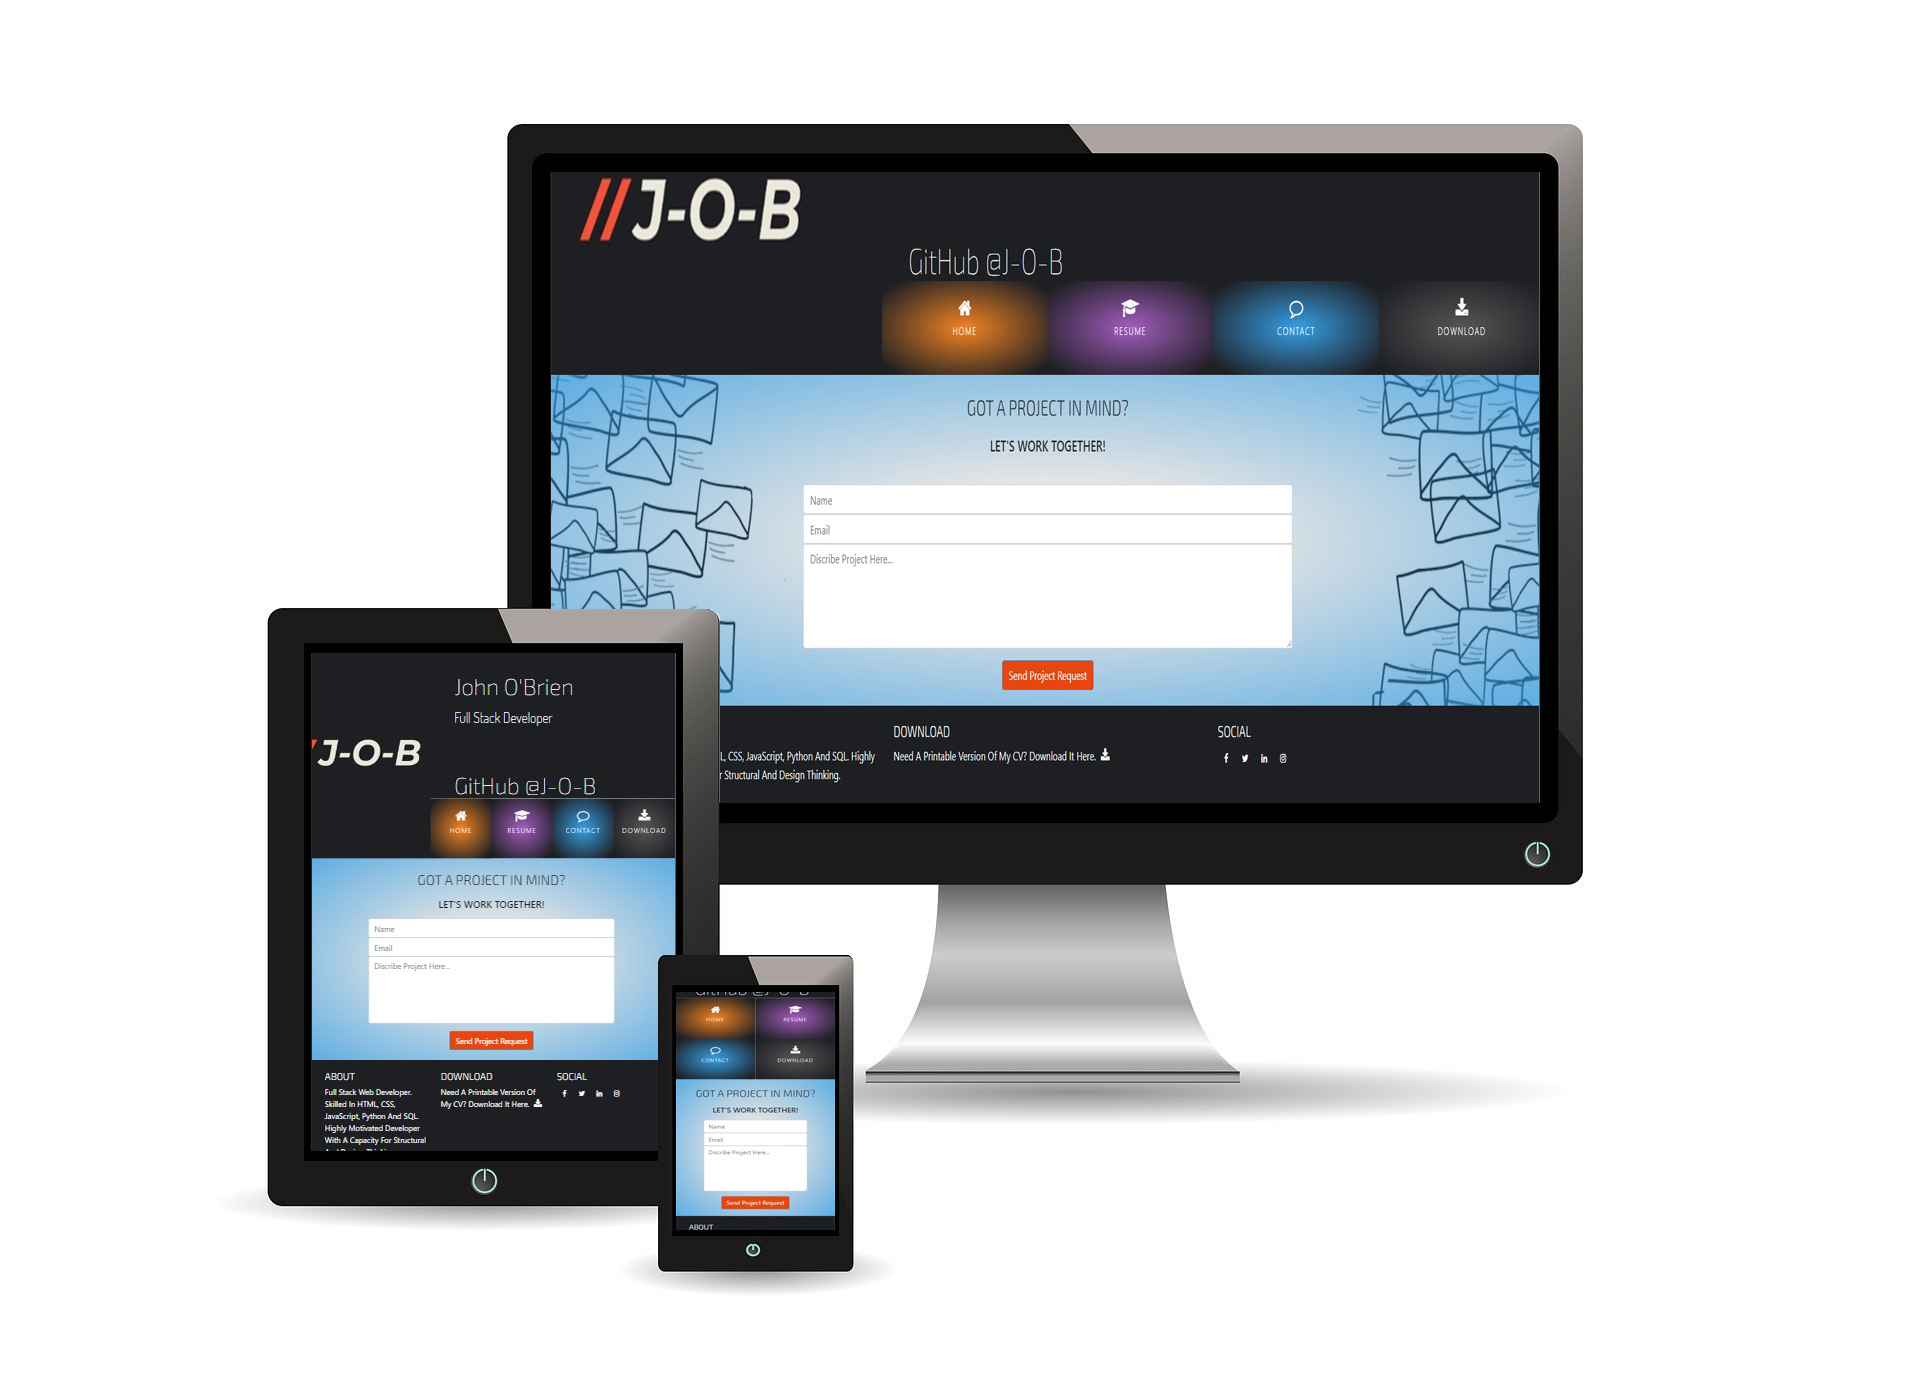 //J-O-B
GitHub @J-O-B
HOME
RESUME
CONTACT
DOWNLOAD
GOT A PROJECT IN MIND?
LET'S WORK TOGETHER!
Name
Email
Discribe Project Here...
Send Project Request
L, CSS, JavaScript, Python And SQL. Highly
r Structural And Design Thinking.
DOWNLOAD
Need A Printable Version Of My CV? Download It Here.
SOCIAL
John O'Brien
Full Stack Developer
/J-O-B
GitHub @J-O-B
HOME
RESUME
CONTACT
DOWNLOAD
GOT A PROJECT IN MIND?
LET'S WORK TOGETHER!
Name
Email
Discribe Project Here...
Send Project Request
ABOUT
Full Stack Web Developer.
Skilled In HTML, CSS,
JavaScript, Python And SQL.
Highly Motivated Developer
With A Capacity For Structural
And Design Thinking.
DOWNLOAD
Need A Printable Version Of
My CV? Download It Here.
SOCIAL
GitHub @J-O-B
HOME
RESUME
CONTACT
DOWNLOAD
GOT A PROJECT IN MIND?
LET'S WORK TOGETHER!
Name
Email
Discribe Project Here...
Send Project Request
ABOUT